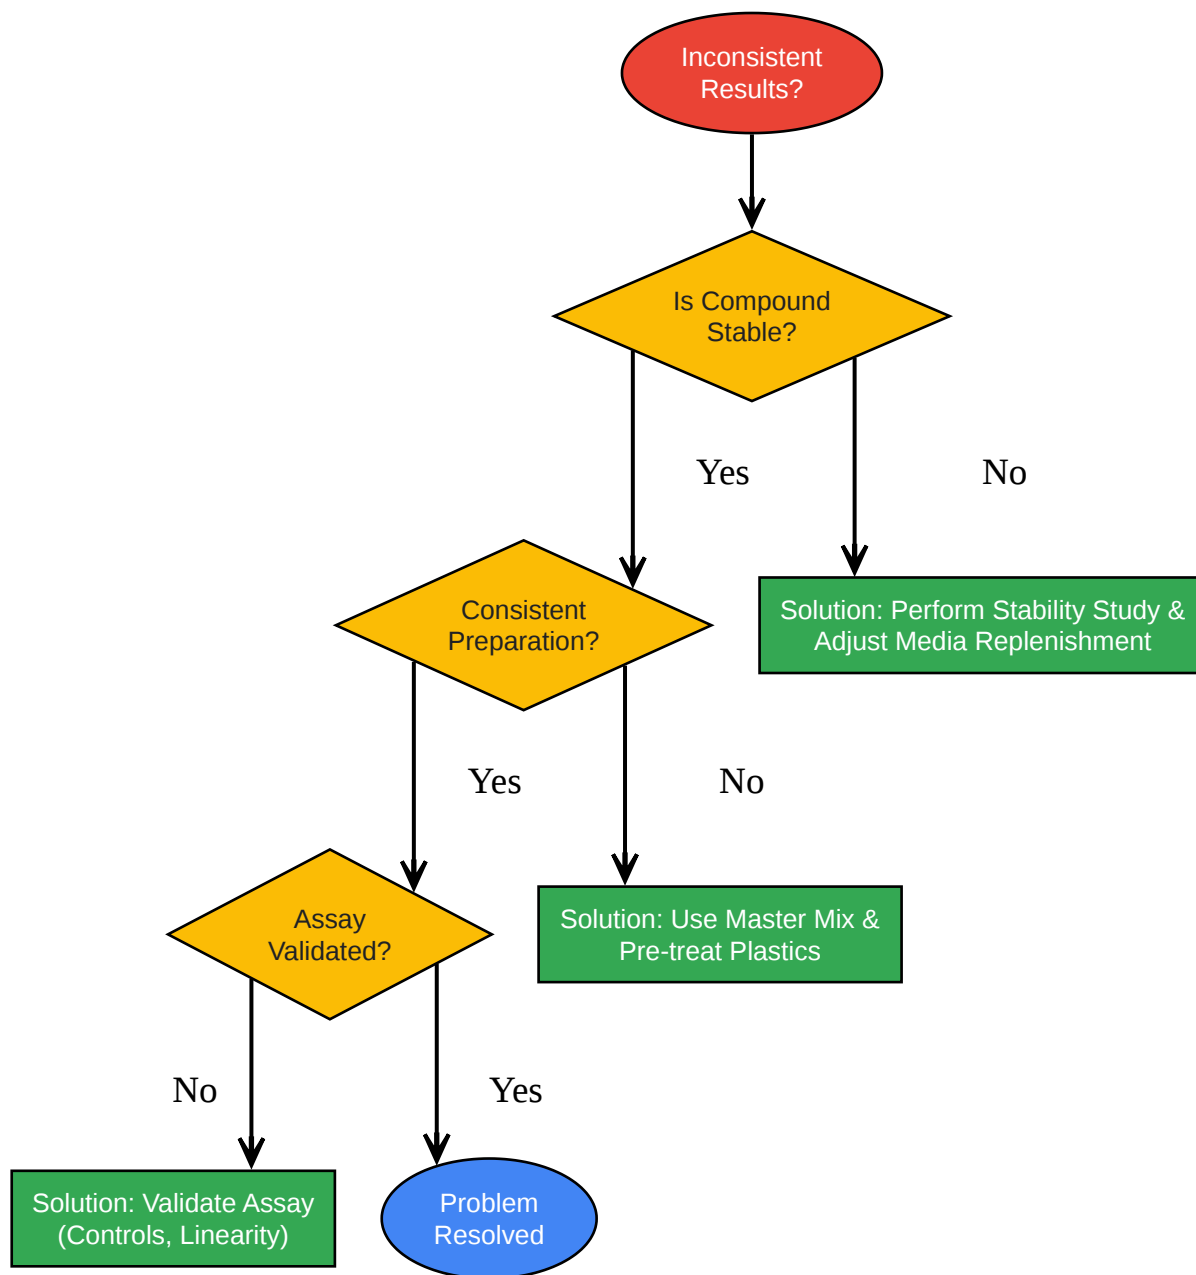 Inconsistent
Results?
Is Compound
Stable?
Yes
No
Consistent
Preparation?
Solution: Perform Stability Study &
Adjust Media Replenishment
Yes
No
Assay
Validated?
Solution: Use Master Mix &
Pre-treat Plastics
No
Yes
Solution: Validate Assay
(Controls, Linearity)
Problem
Resolved